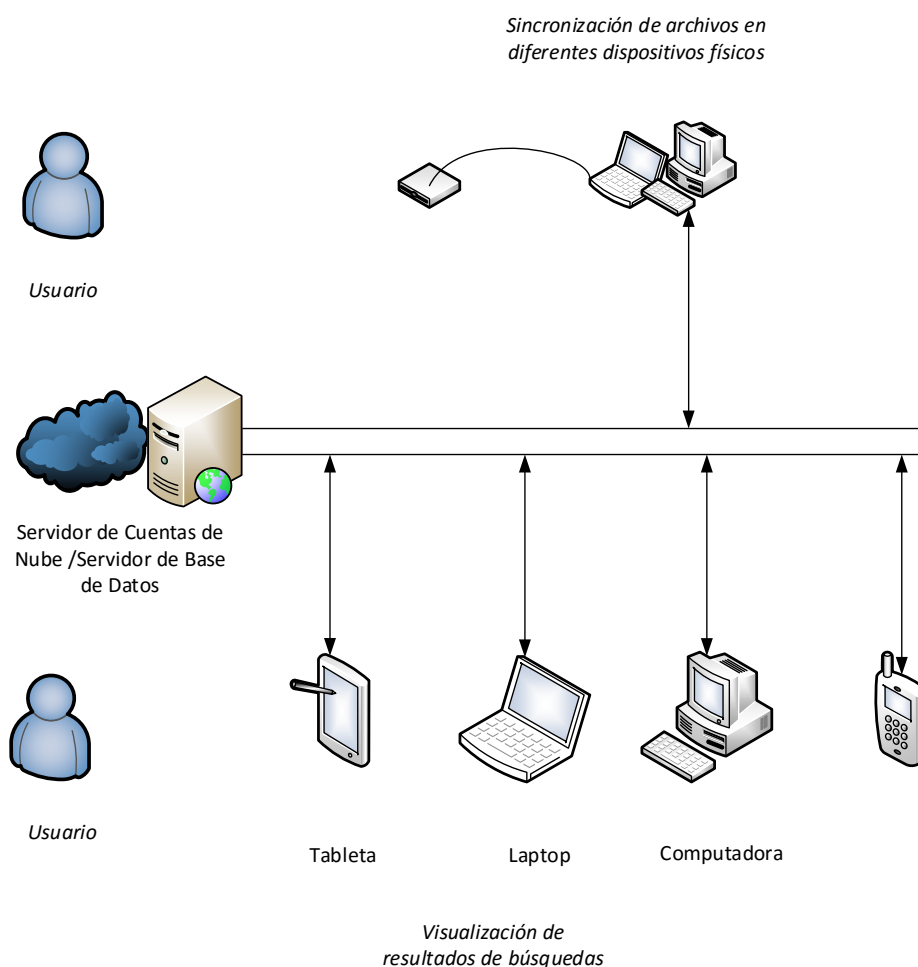 Sincronización de archivos en
diferentes dispositivos físicos
Usuario
Servidor de Cuentas de
Nube /Servidor de Base
de Datos
Usuario
Tableta
Laptop
Computadora
Visualización de
resultados de búsquedas